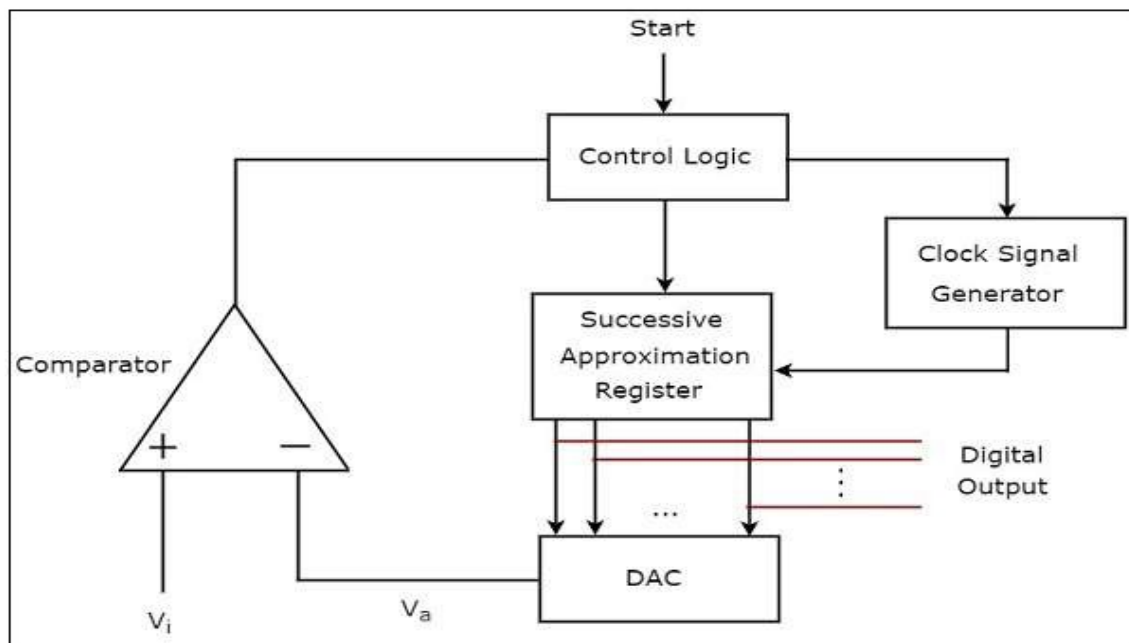 Start
Control Logic
Clock Signal
Generator
Successive
Approximation
Register
Comparator
+ −
Digital
Output
⋮
...
DAC
Vₐ
Vᵢ